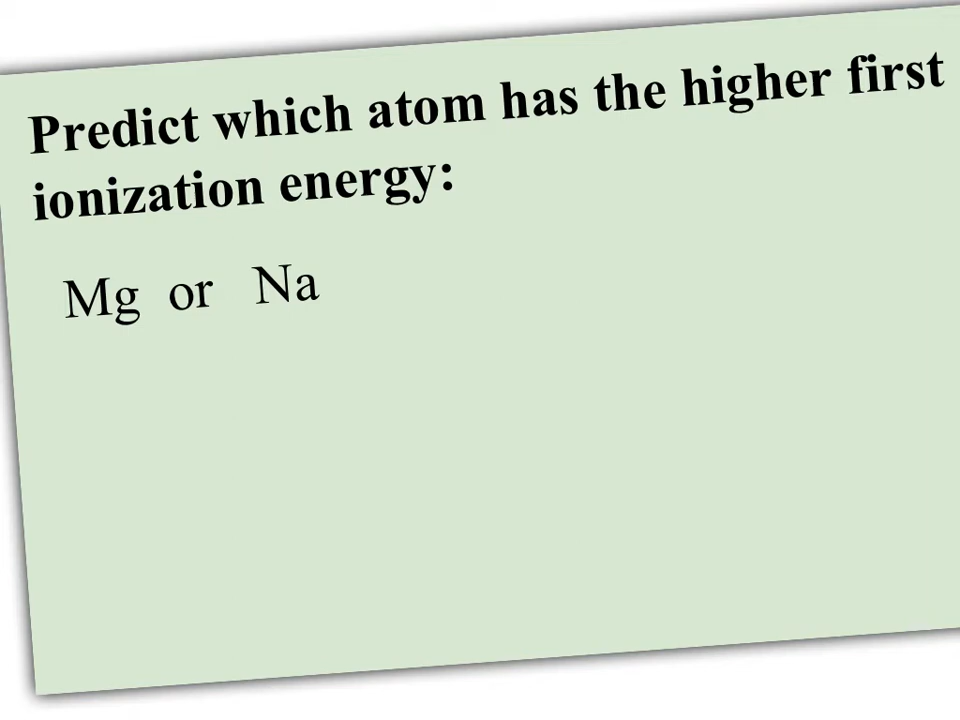 Predict which atom has the higher first
ionization energy:
Mg or Na